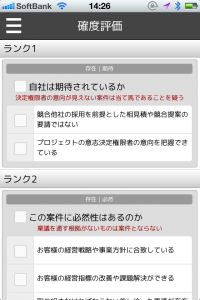 SoftBank 14:26
確度評価
ランク1
存在 | 期待
自社は期待されているか
決定権限者の意向が見えない案件は当て馬であることを疑う
競合他社の採用を前提とした相見積や競合提案の
要請ではない
プロジェクトの意志決定権限者の意向を把握でき
ている
ランク2
存在 | 必然
この案件に必然性はあるのか
稟議を通す根拠がないものは案件とならない
お客様の経営戦略や事業方針に合致している
お客様の経営指標の改善や課題解決ができる